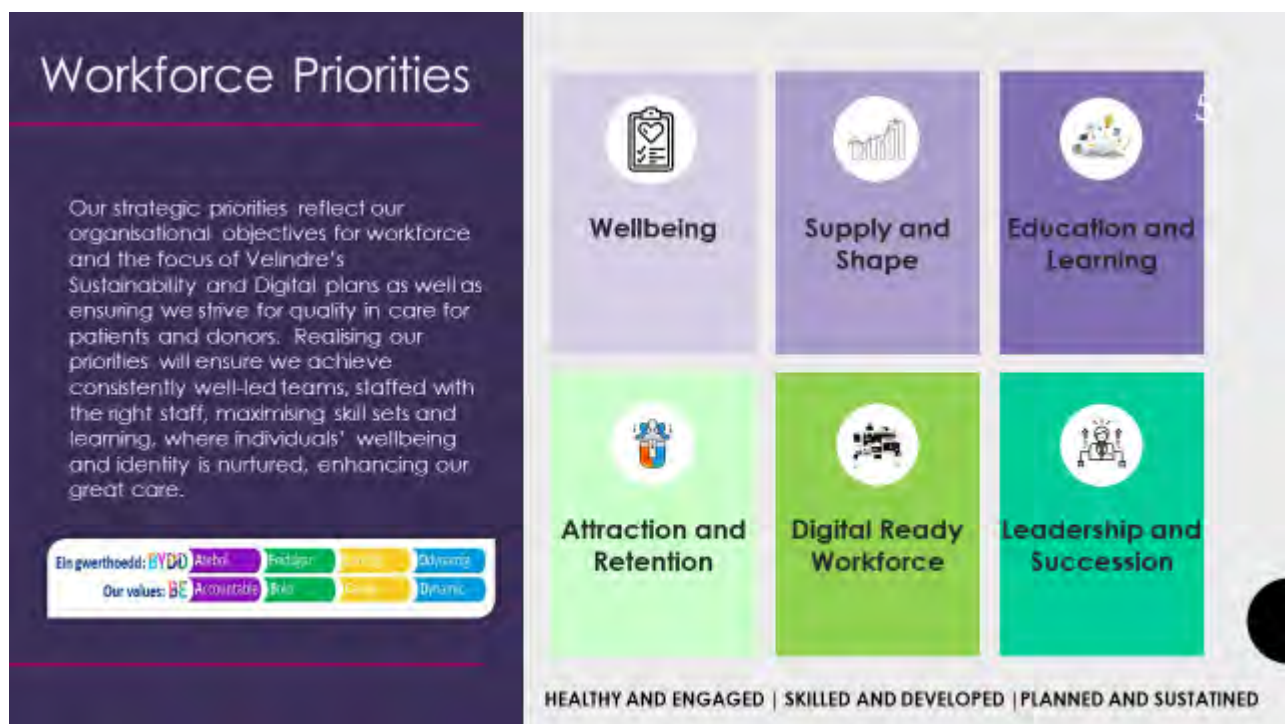 Workforce Priorities
Our strategic priorities reflect our
organisational objectives for workforce
and the focus of Velindre's
Sustainability and Digital plans as well as
ensuring we strive for quality in care for
patients and donors. Realising our
priorities will ensure we achieve
consistently well-led teams, staffed with
the right staff, maximising skill sets and
learning, where individuals' wellbeing
and identity is nurtured, enhancing our
great care.
Ein gwerthoedd: BYDD Atebol
Our values: BE Accountable Bold Dynamic
5
Wellbeing
Supply and
Shape
Education and
Learning
Attraction and
Retention
Digital Ready
Workforce
Leadership and
Succession
HEALTHY AND ENGAGED | SKILLED AND DEVELOPED |PLANNED AND SUSTATINED